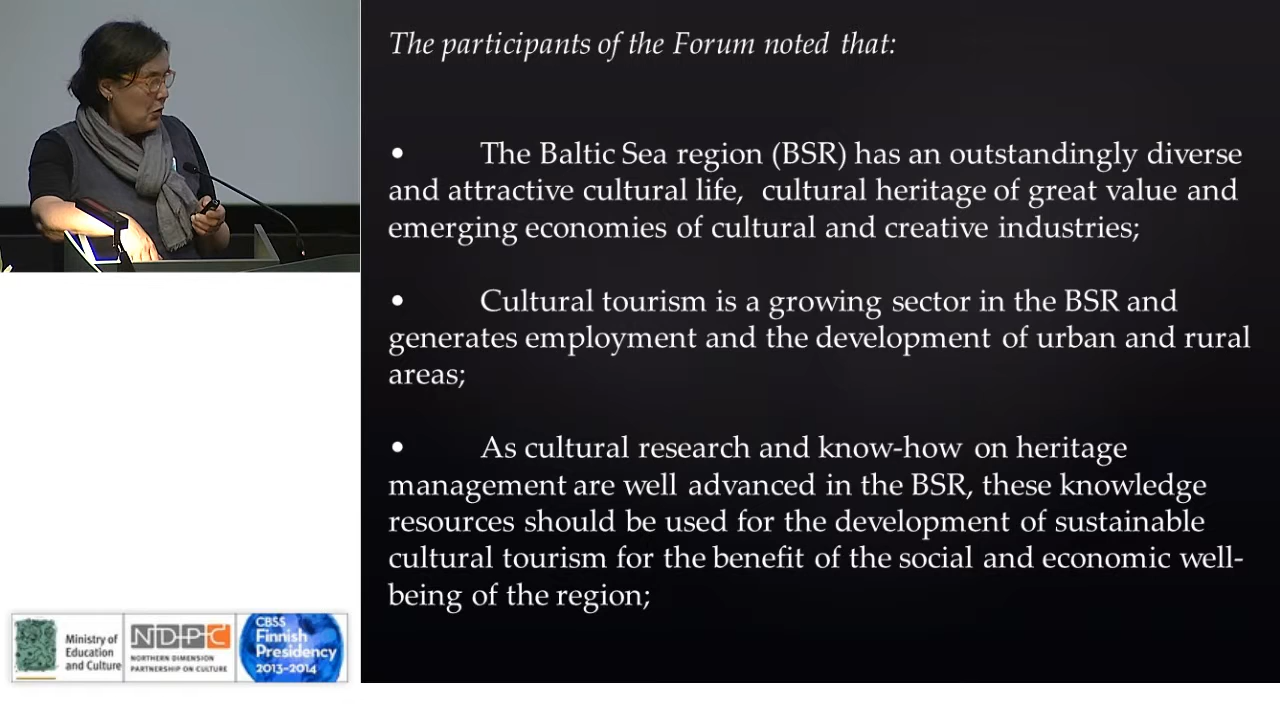 The participants of the Forum noted that:
• The Baltic Sea region (BSR) has an outstandingly diverse
and attractive cultural life, cultural heritage of great value and
emerging economies of cultural and creative industries;
• Cultural tourism is a growing sector in the BSR and
generates employment and the development of urban and rural
areas;
• As cultural research and know-how on heritage
management are well advanced in the BSR, these knowledge
resources should be used for the development of sustainable
cultural tourism for the benefit of the social and economic well-
being of the region;
Ministry of
Education
and Culture
NDPC
NORTHERN DIMENSION
PARTNERSHIP ON CULTURE
CBSS
Finnish
Presidency
2013-2014